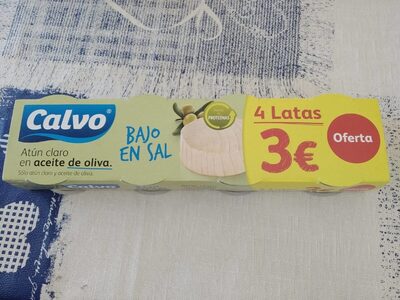 Calvo®
Atún claro
en aceite de oliva.
Sólo atún claro y aceite de oliva.
BAJO
EN SAL
PROTEÍNAS
4 Latas
3€
Oferta